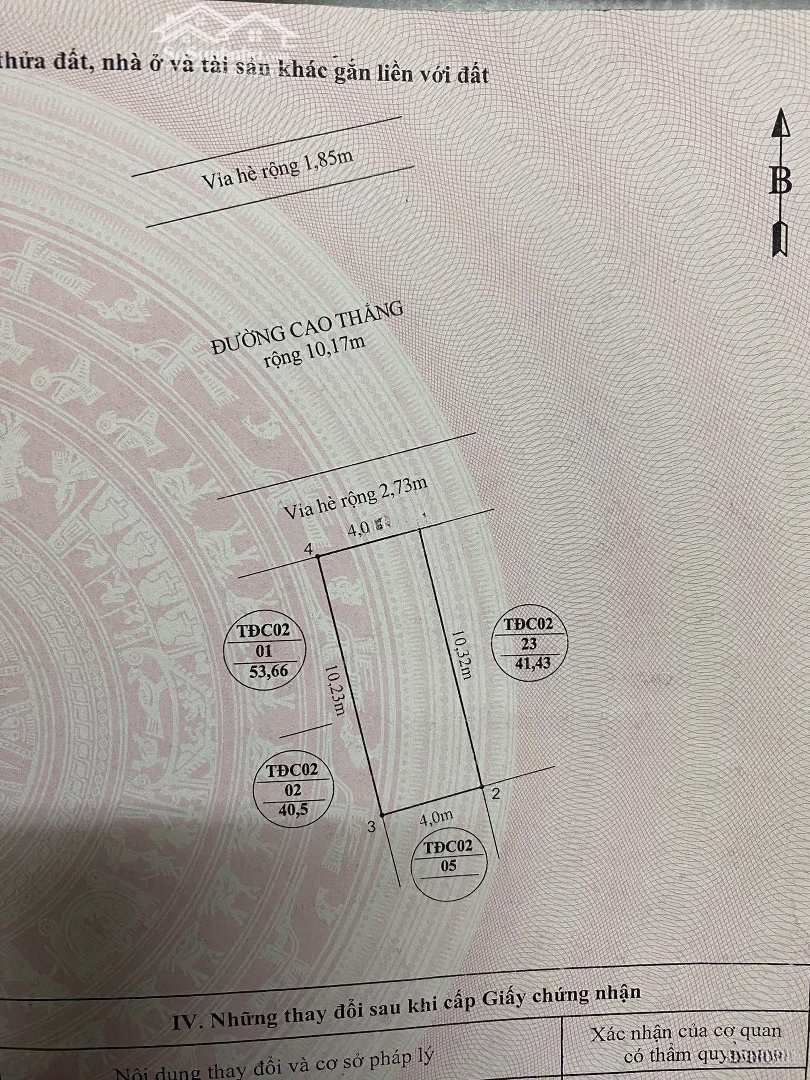 thửa đất, nhà ở và tài sản khác gắn liền với đất
Vỉa hè rộng 1,85m
B
ĐƯỜNG CAO THẮNG
rộng 10,17m
Vỉa hè rộng 2,73m
4,0
4
TĐC02
01
53,66
10,23m
10,32m
TĐC02
23
41,43
TĐC02
02
40,5
2
3
4,0m
TĐC02
05
IV. Những thay đổi sau khi cấp Giấy chứng nhận
Nội dung thay đổi và cơ sở pháp lý
Xác nhận của cơ quan
có thẩm quyền